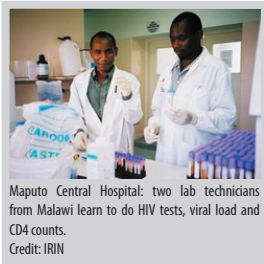 Maputo Central Hospital: two lab technicians
from Malawi learn to do HIV tests, viral load and
CD4 counts.
Credit: IRIN